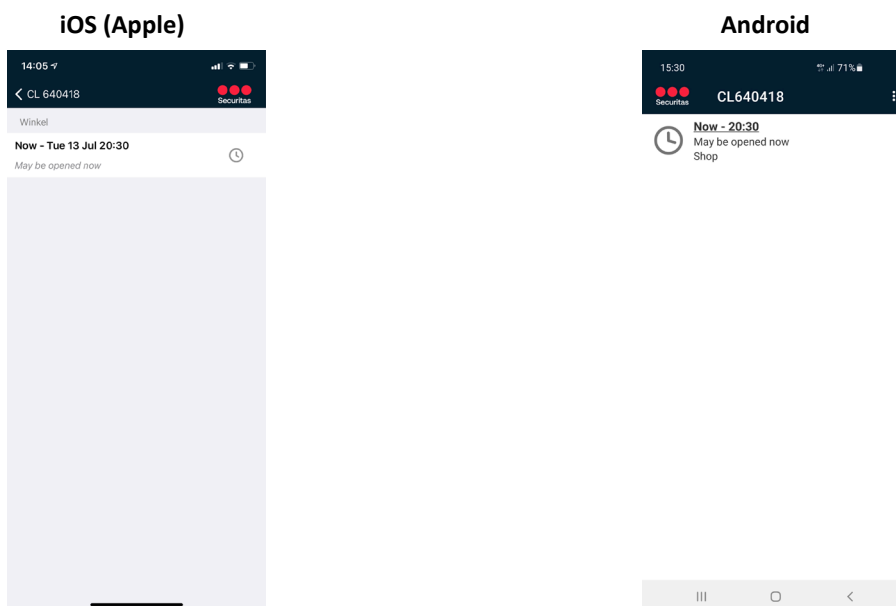 iOS (Apple)
14:05
CL 640418
Securitas
Winkel
Now - Tue 13 Jul 20:30
May be opened now
Android
15:30
71%
Securitas
CL640418
Now - 20:30
May be opened now
Shop